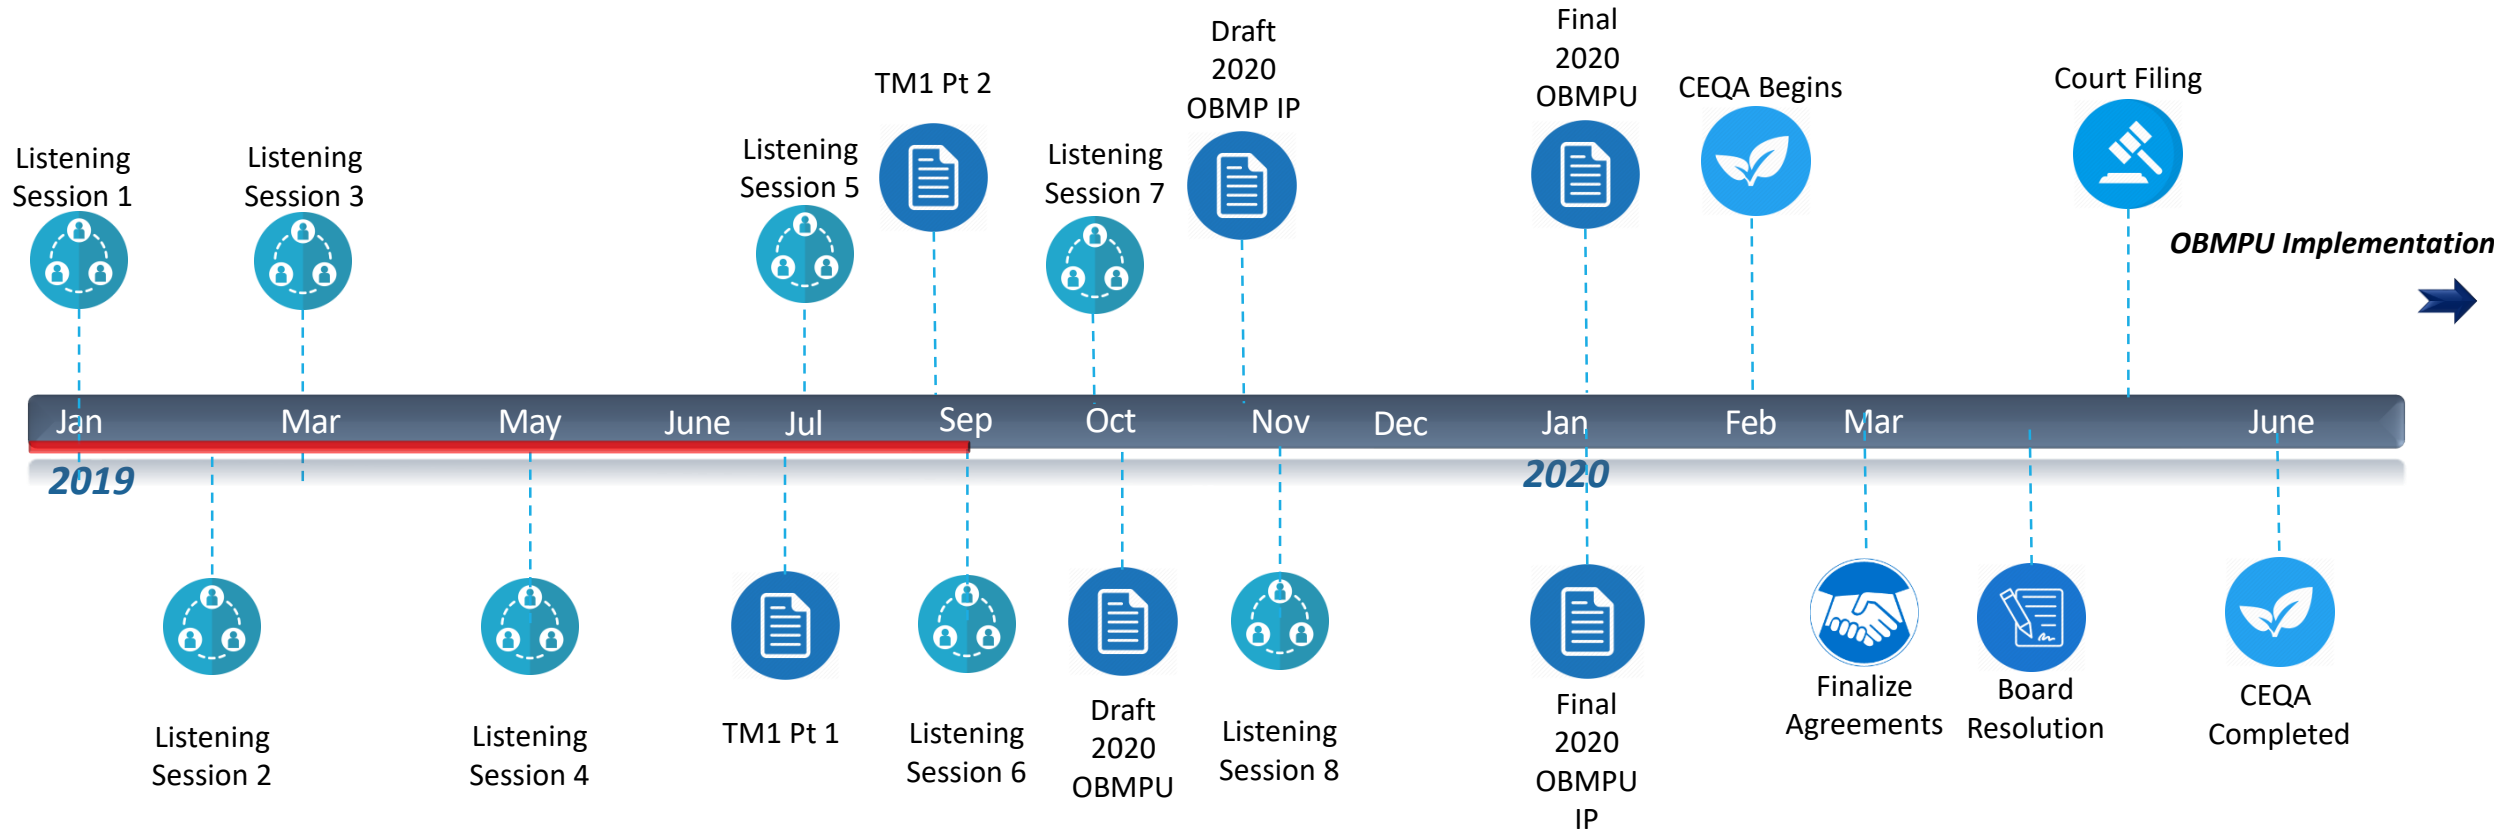 Listening
Session 1
Listening
Session 3
Listening
Session 5
TM1 Pt 2
Listening
Session 7
Draft
2020
OBMP IP
Final
2020
OBMPU
CEQA Begins
Court Filing
OBMPU Implementation
Jan
Mar
May
June
Jul
Sep
Oct
Nov
Dec
Jan
Feb
Mar
June
2019
2020
Listening
Session 2
Listening
Session 4
TM1 Pt 1
Listening
Session 6
Draft
2020
OBMPU
Listening
Session 8
Final
2020
OBMPU
IP
Finalize
Agreements
Board
Resolution
CEQA
Completed